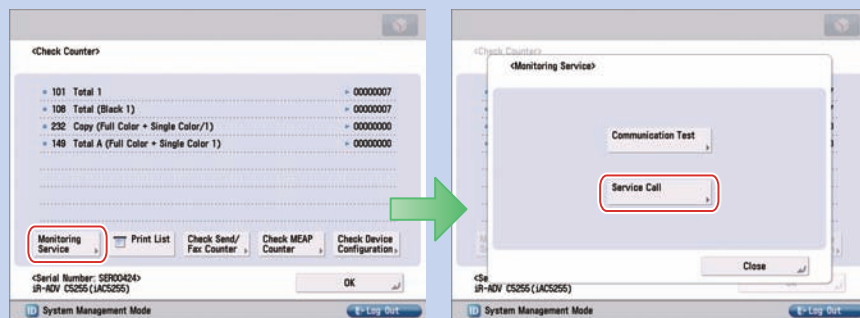 <Check Counter>
101 Total 1 00000007
108 Total (Black 1) 00000007
232 Copy (Full Color + Single Color/1) 00000000
149 Total A (Full Color + Single Color 1) 00000000
Monitoring Service
Print List
Check Send/ Fax Counter
Check MEAP Counter
Check Device Configuration
<Serial Number: SER00424>
iR-ADV C5255(iAC5255)
OK
System Management Mode
Log Out
<Check Counter>
<Monitoring Service>
Communication Test
Service Call
Close
<Se
iR-ADV C5255(iAC5255)
System Management Mode
Log Out